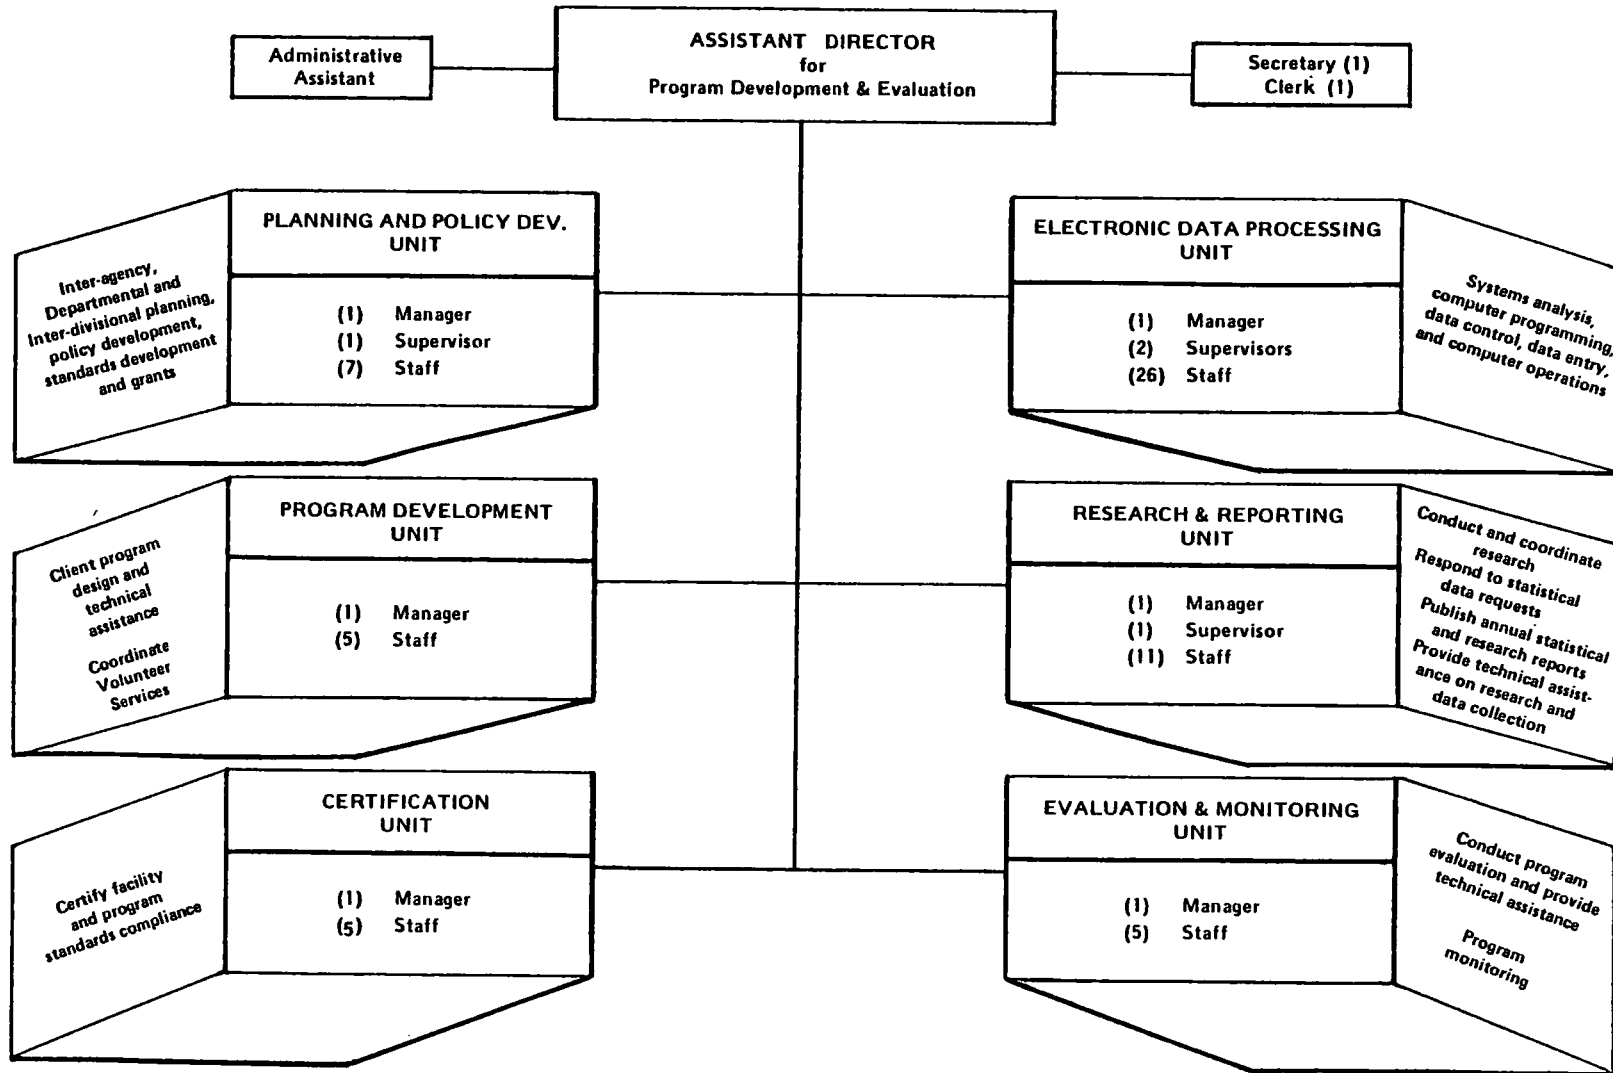 Administrative
Assistant
ASSISTANT DIRECTOR
for
Program Development & Evaluation
Secretary (1)
Clerk (1)
Inter-agency,
Departmental and
Inter-divisional planning,
policy development,
standards development
and grants
PLANNING AND POLICY DEV.
UNIT
(1) Manager
(1) Supervisor
(7) Staff
ELECTRONIC DATA PROCESSING
UNIT
(1) Manager
(2) Supervisors
(26) Staff
Systems analysis,
computer programming,
data control, data entry,
and computer operations
Client program
design and
technical
assistance
Coordinate
Volunteer
Services
PROGRAM DEVELOPMENT
UNIT
(1) Manager
(5) Staff
RESEARCH & REPORTING
UNIT
(1) Manager
(1) Supervisor
(11) Staff
Conduct and coordinate
research
Respond to statistical
data requests
Publish annual statistical
and research reports
Provide technical assist-
ance on research and
data collection
Certify facility
and program
standards compliance
CERTIFICATION
UNIT
(1) Manager
(5) Staff
EVALUATION & MONITORING
UNIT
(1) Manager
(5) Staff
Conduct program
evaluation and provide
technical assistance
Program
monitoring